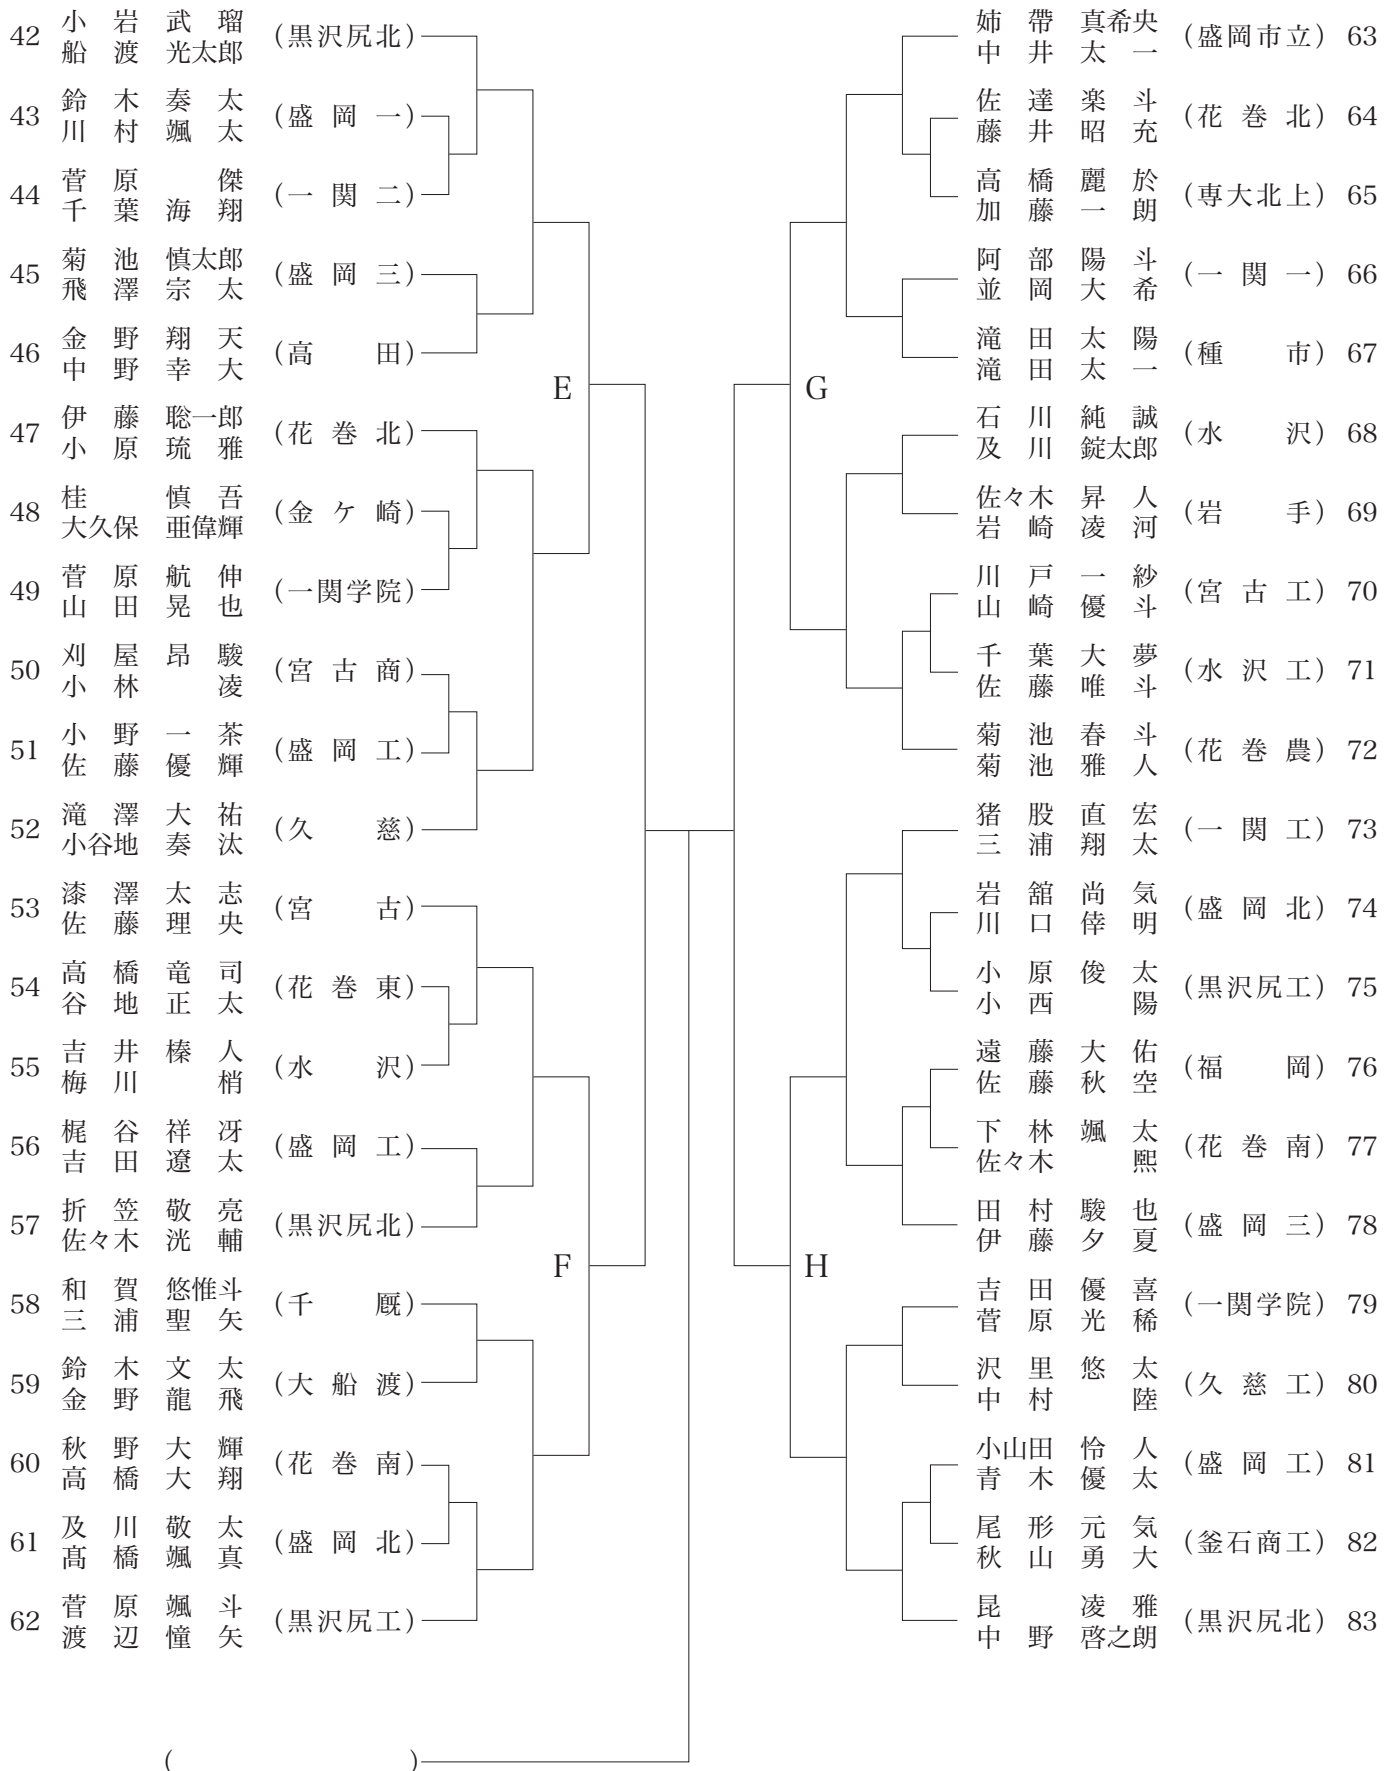 42 小岩武瑠 (黒沢尻北)
船渡光太郎
43 鈴木奏太 (盛岡一)
川村颯太
44 菅原傑 (一関二)
千葉海翔
45 菊池慎太郎 (盛岡三)
飛澤宗太
46 金野翔天 (高田)
中野幸大
47 伊藤聡一郎 (花巻北)
小原琉雅
48 桂慎吾 (金ケ崎)
大久保亜偉輝
49 菅原航伸 (一関学院)
山田晃也
50 刈屋昂駿 (宮古商)
小林凌
51 小野一茶 (盛岡工)
佐藤優輝
52 滝澤大祐 (久慈)
小谷地奏汰
53 漆澤太志 (宮古)
佐藤理央
54 高橋竜司 (花巻東)
谷地正太
55 吉井榛人 (水沢)
梅川梢
56 梶谷祥冴 (盛岡工)
吉田遼太
57 折笠敬亮 (黒沢尻北)
佐々木洸輔
58 和賀悠惟斗 (千厩)
三浦聖矢
59 鈴木文太 (大船渡)
金野龍飛
60 秋野大輝 (花巻南)
高橋大翔
61 及川敬太 (盛岡北)
髙橋颯真
62 菅原颯斗 (黒沢尻工)
渡辺憧矢
E
F
G
H
姉帶真希央 (盛岡市立) 63
中井太一
佐達楽斗 (花巻北) 64
藤井昭充
高橋麗於 (専大北上) 65
加藤一朗
阿部陽斗 (一関一) 66
並岡大希
滝田太陽 (種市) 67
滝田太一
石川純誠 (水沢) 68
及川錠太郎
佐々木昇人 (岩手) 69
岩崎凌河
川戸一紗 (宮古工) 70
山崎優斗
千葉大夢 (水沢工) 71
佐藤唯斗
菊池春斗 (花巻農) 72
菊池雅人
猪股直宏 (一関工) 73
三浦翔太
岩舘尚気 (盛岡北) 74
川口倖明
小原俊太 (黒沢尻工) 75
小西陽
遠藤大佑 (福岡) 76
佐藤秋空
下林颯太 (花巻南) 77
佐々木熙
田村駿也 (盛岡三) 78
伊藤夕夏
吉田優喜 (一関学院) 79
菅原光稀
沢里悠太 (久慈工) 80
中村陸
小山田怜人 (盛岡工) 81
青木優太
尾形元気 (釜石商工) 82
秋山勇大
昆凌雅 (黒沢尻北) 83
中野啓之朗
( )